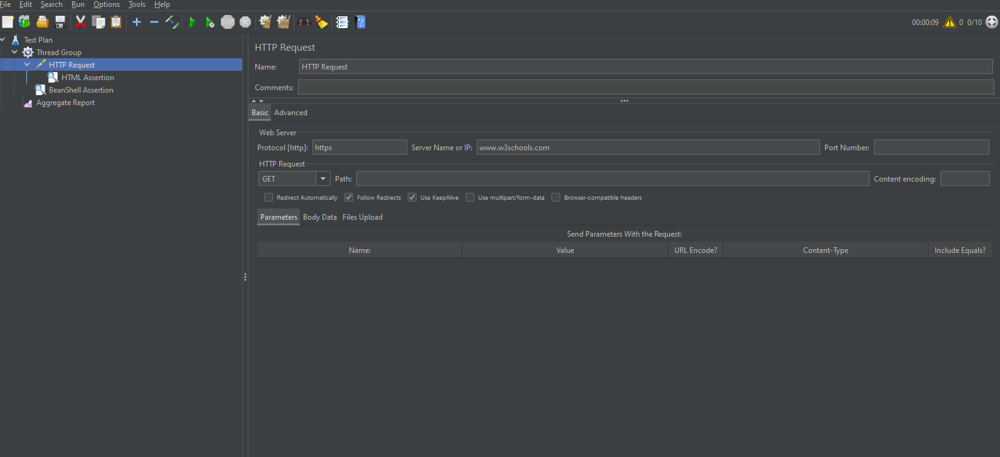 File Edit Search Run Options Tools Help
STOP 00:00:09 0 0/10
Test Plan
Thread Group
HTTP Request
HTML Assertion
BeanShell Assertion
Aggregate Report
HTTP Request
Name: HTTP Request
Comments:
Basic Advanced
Web Server
Protocol [http]: https Server Name or IP: www.w3schools.com Port Number:
HTTP Request
GET Path: Content encoding:
Redirect Automatically Follow Redirects Use KeepAlive Use multipart/form-data Browser-compatible headers
Parameters Body Data Files Upload
Send Parameters With the Request:
Name: Value URL Encode? Content-Type Include Equals?